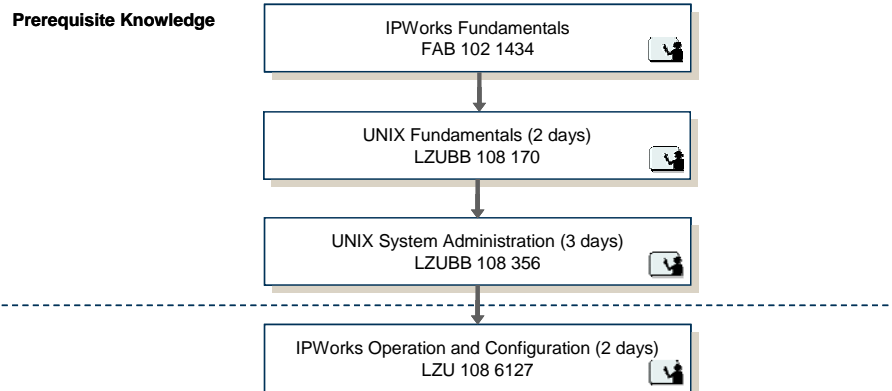 Prerequisite Knowledge
IPWorks Fundamentals
FAB 102 1434
UNIX Fundamentals (2 days)
LZUBB 108 170
UNIX System Administration (3 days)
LZUBB 108 356
IPWorks Operation and Configuration (2 days)
LZU 108 6127